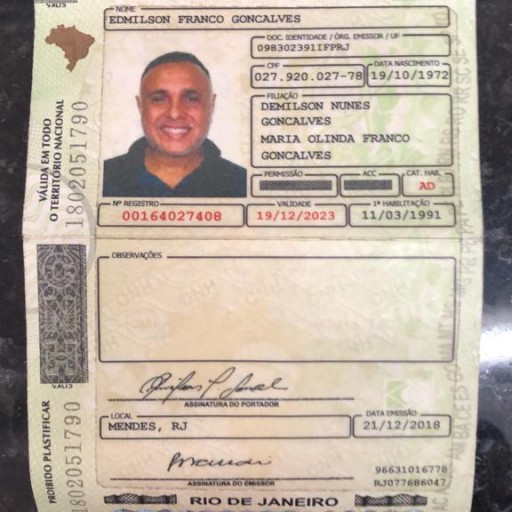 NOME
EDMILSON FRANCO GONCALVES
DOC. IDENTIDADE / ÓRG. EMISSOR / UF
098302391IFPRJ
CPF
DATA NASCIMENTO
027.920.027-78
19/10/1972
FILIAÇÃO
DEMILSON NUNES
GONCALVES
MARIA OLINDA FRANCO
GONCALVES
PERMISSÃO
ACC
CAT. HAB.
AD
Nº REGISTRO
VALIDADE
1ª HABILITAÇÃO
00164027408
19/12/2023
11/03/1991
VÁLIDA EM TODO
O TERRITÓRIO NACIONAL
1802051790
OBSERVAÇÕES
ASSINATURA DO PORTADOR
LOCAL
DATA EMISSÃO
MENDES, RJ
21/12/2018
96631016778
RJ077686047
ASSINATURA DO EMISSOR
PROIBIDO PLASTIFICAR
1802051790
RIO DE JANEIRO